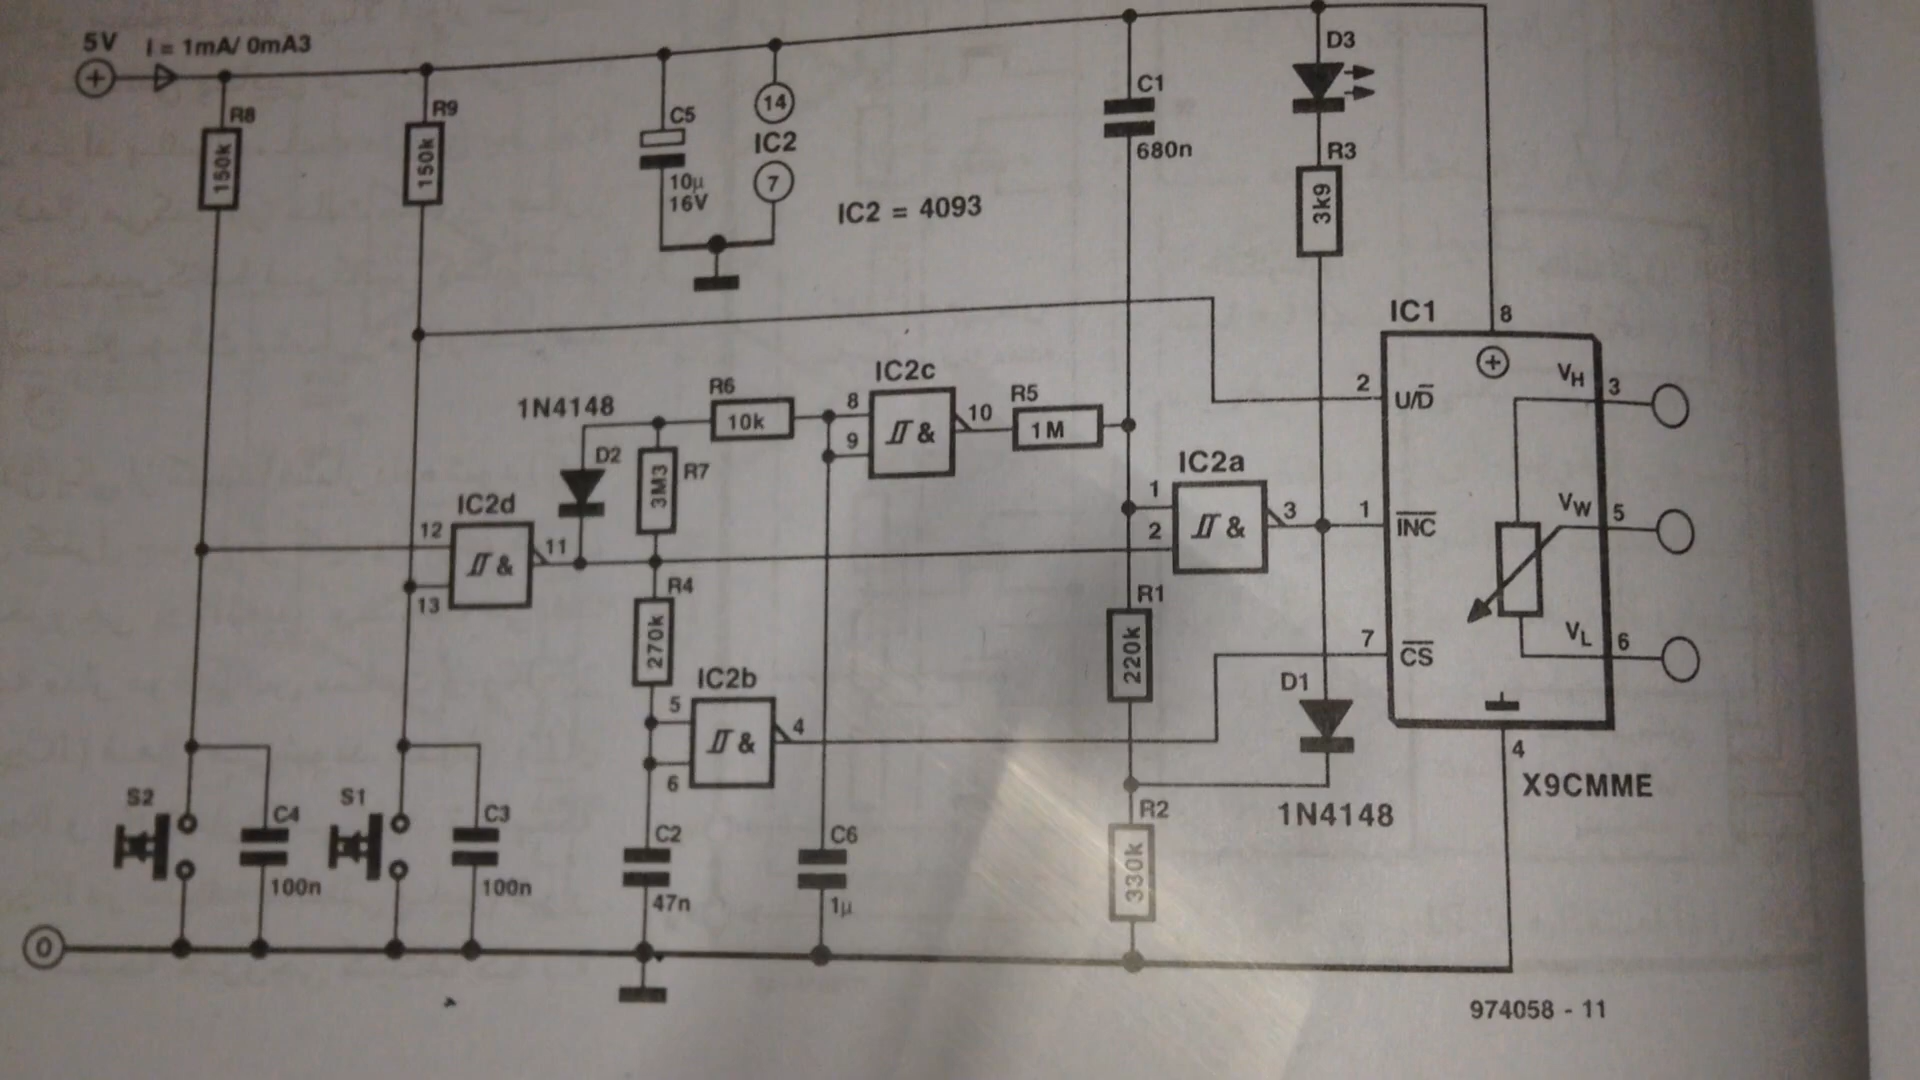 5V I = 1mA/ 0mA3
R8
150k
R9
150k
C5
10µ
16V
14
IC2
7
IC2 = 4093
C1
680n
D3
R3
3k9
IC1
8
2
U/D̅
VH
3
1N4148
R6
10k
8
9
IC2c
&
10
R5
1M
D2
R7
3M3
IC2d
12
13
&
11
IC2a
1
2
&
3
1
I̅N̅C̅
VW
5
R4
270k
IC2b
5
6
&
4
R1
220k
7
C̅S̅
VL
6
D1
1N4148
4
X9CMME
S2
C4
100n
S1
C3
100n
C2
47n
C6
1µ
R2
330k
0
974058 - 11